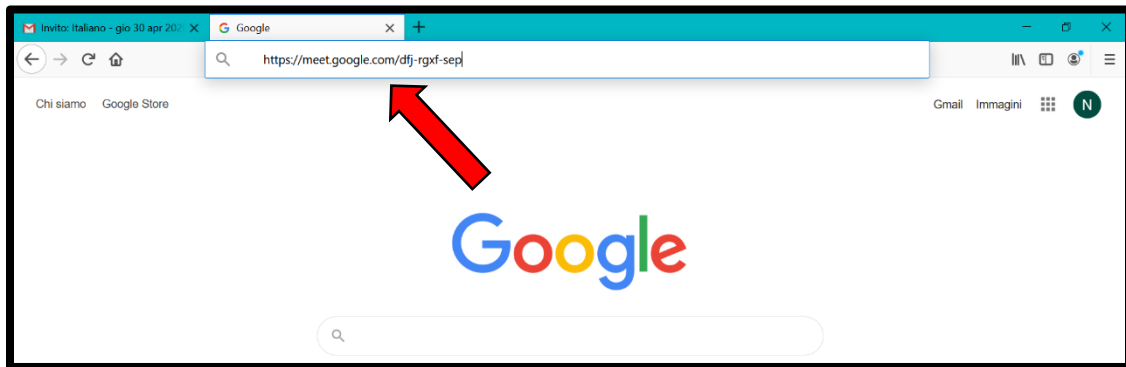 Invito: Italiano - gio 30 apr 202
G Google
https://meet.google.com/dfj-rgxf-sep
Chi siamo Google Store
Gmail Immagini N
Google